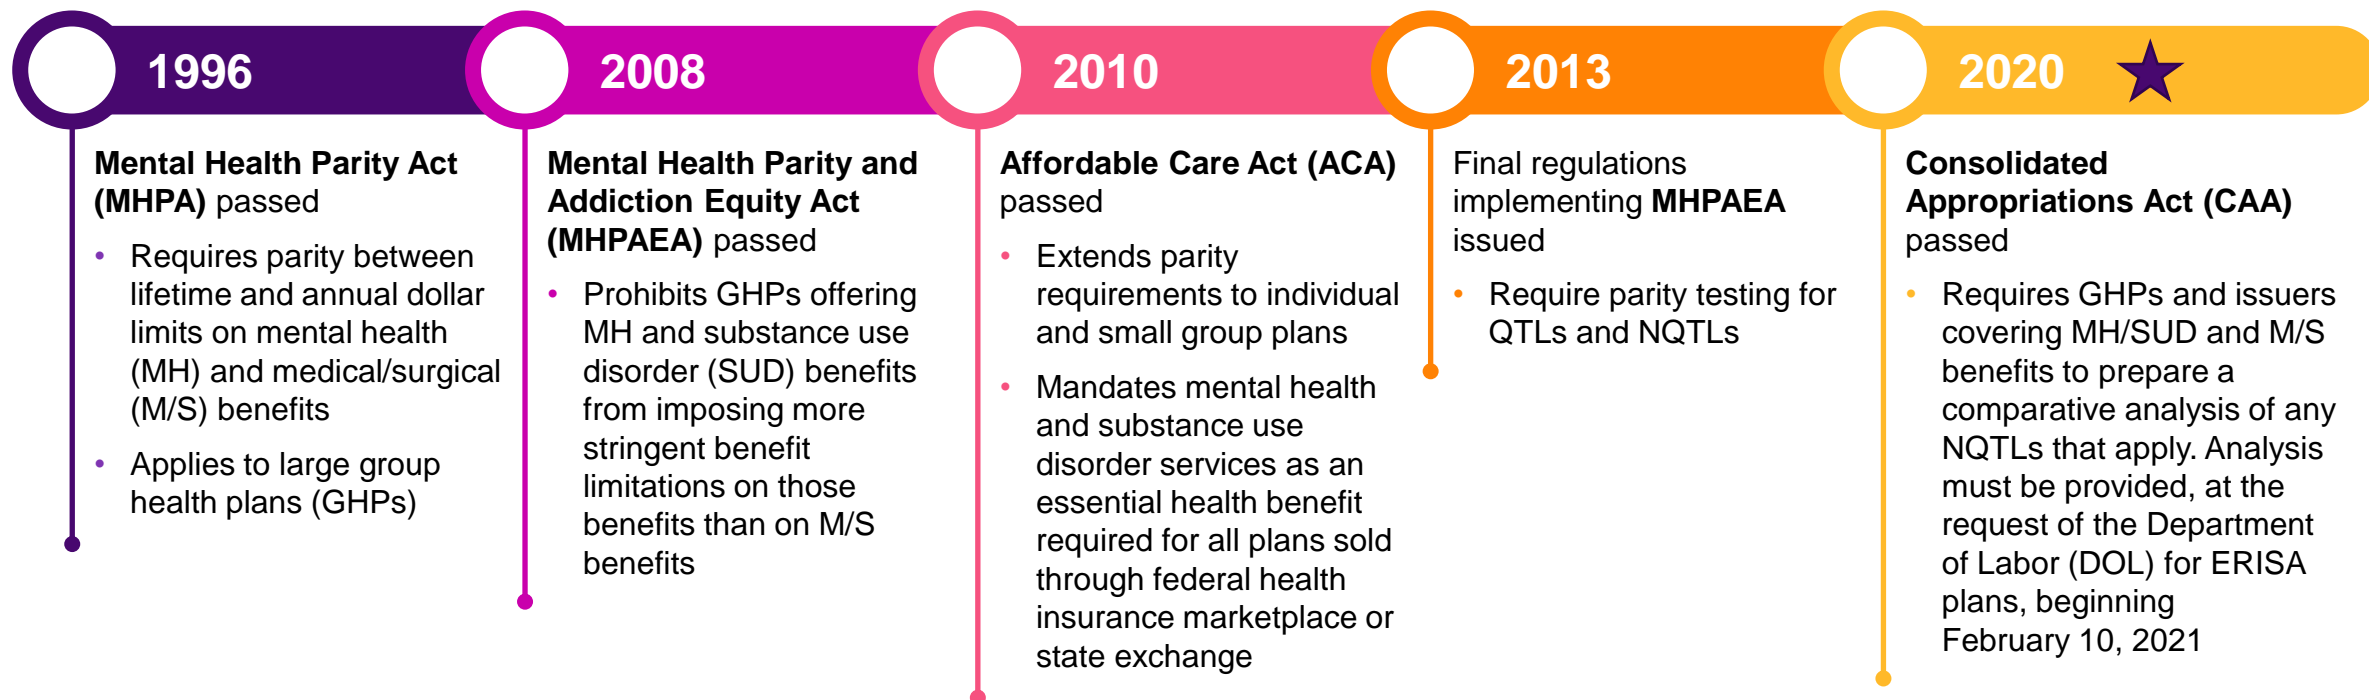 1996
Mental Health Parity Act
(MHPA) passed
• Requires parity between
lifetime and annual dollar
limits on mental health
(MH) and medical/surgical
(M/S) benefits
• Applies to large group
health plans (GHPs)
2008
Mental Health Parity and
Addiction Equity Act
(MHPAEA) passed
• Prohibits GHPs offering
MH and substance use
disorder (SUD) benefits
from imposing more
stringent benefit
limitations on those
benefits than on M/S
benefits
2010
Affordable Care Act (ACA)
passed
• Extends parity
requirements to individual
and small group plans
• Mandates mental health
and substance use
disorder services as an
essential health benefit
required for all plans sold
through federal health
insurance marketplace or
state exchange
2013
Final regulations
implementing MHPAEA
issued
• Require parity testing for
QTLs and NQTLs
2020
Consolidated
Appropriations Act (CAA)
passed
• Requires GHPs and issuers
covering MH/SUD and M/S
benefits to prepare a
comparative analysis of any
NQTLs that apply. Analysis
must be provided, at the
request of the Department
of Labor (DOL) for ERISA
plans, beginning
February 10, 2021